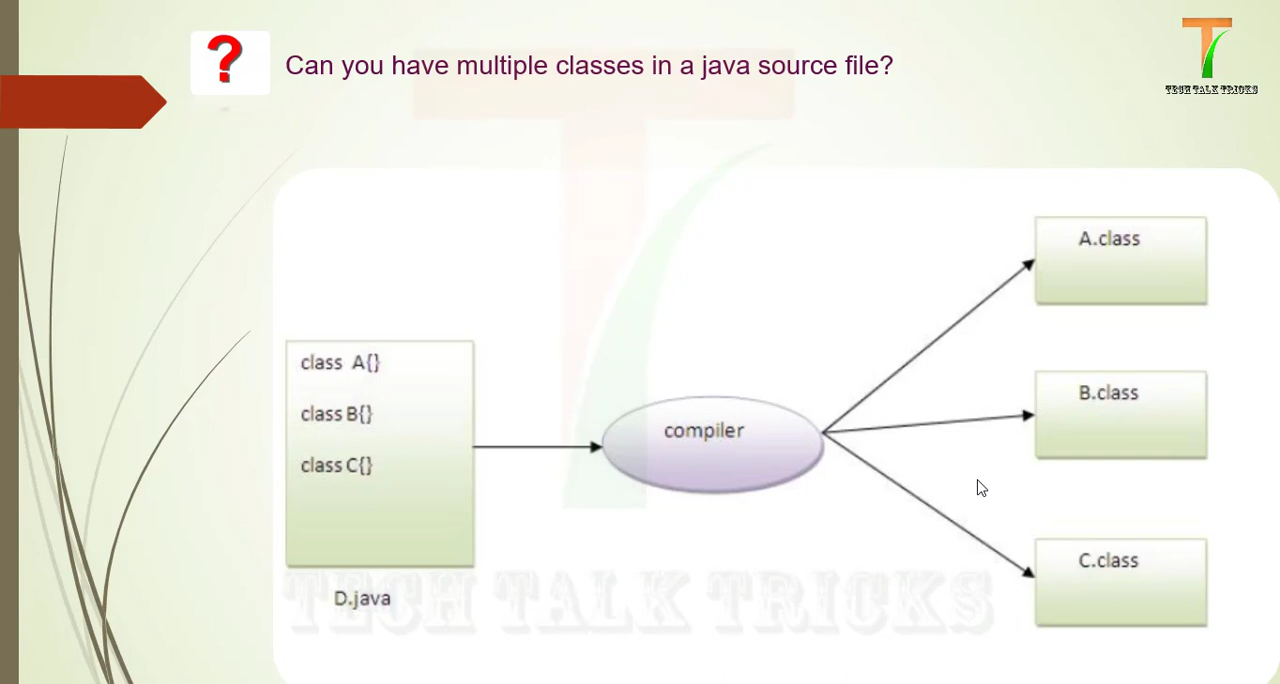 ?
Can you have multiple classes in a java source file?
TECH TALK TRICKS
class A{}
class B{}
class C{}
D.java
compiler
A.class
B.class
C.class
TECH TALK TRICKS